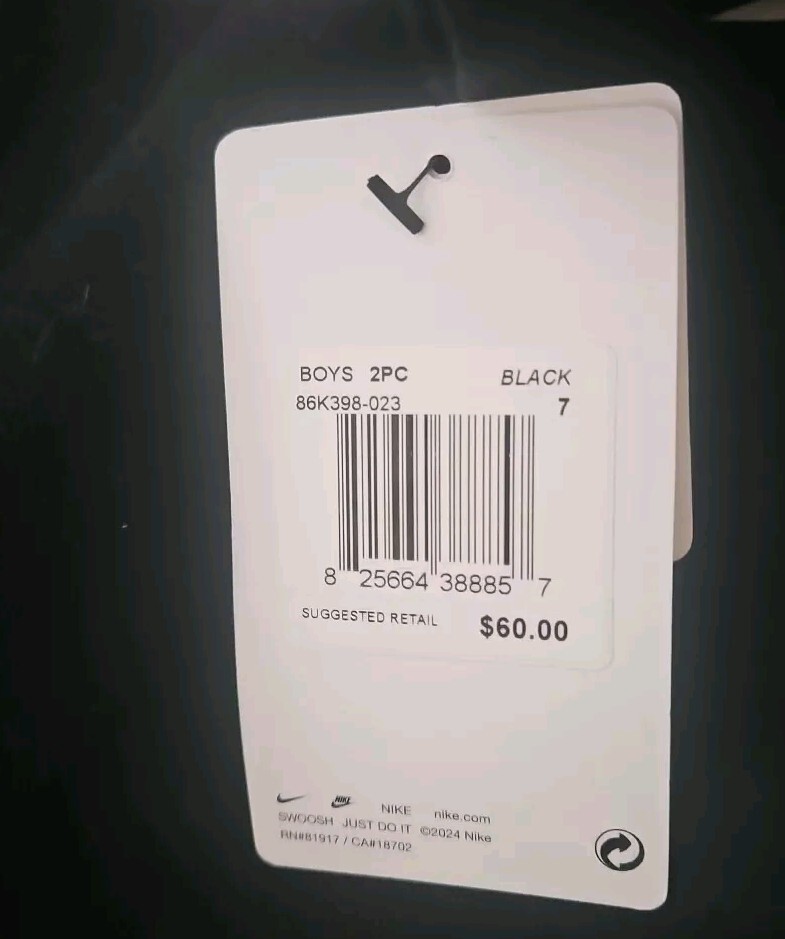 BOYS 2PC BLACK
86K398-023 7
8 25664 38885 7
SUGGESTED RETAIL $60.00
NIKE NIKE nike.com
SWOOSH JUST DO IT ©2024 Nike
RN#81917 / CA#18702